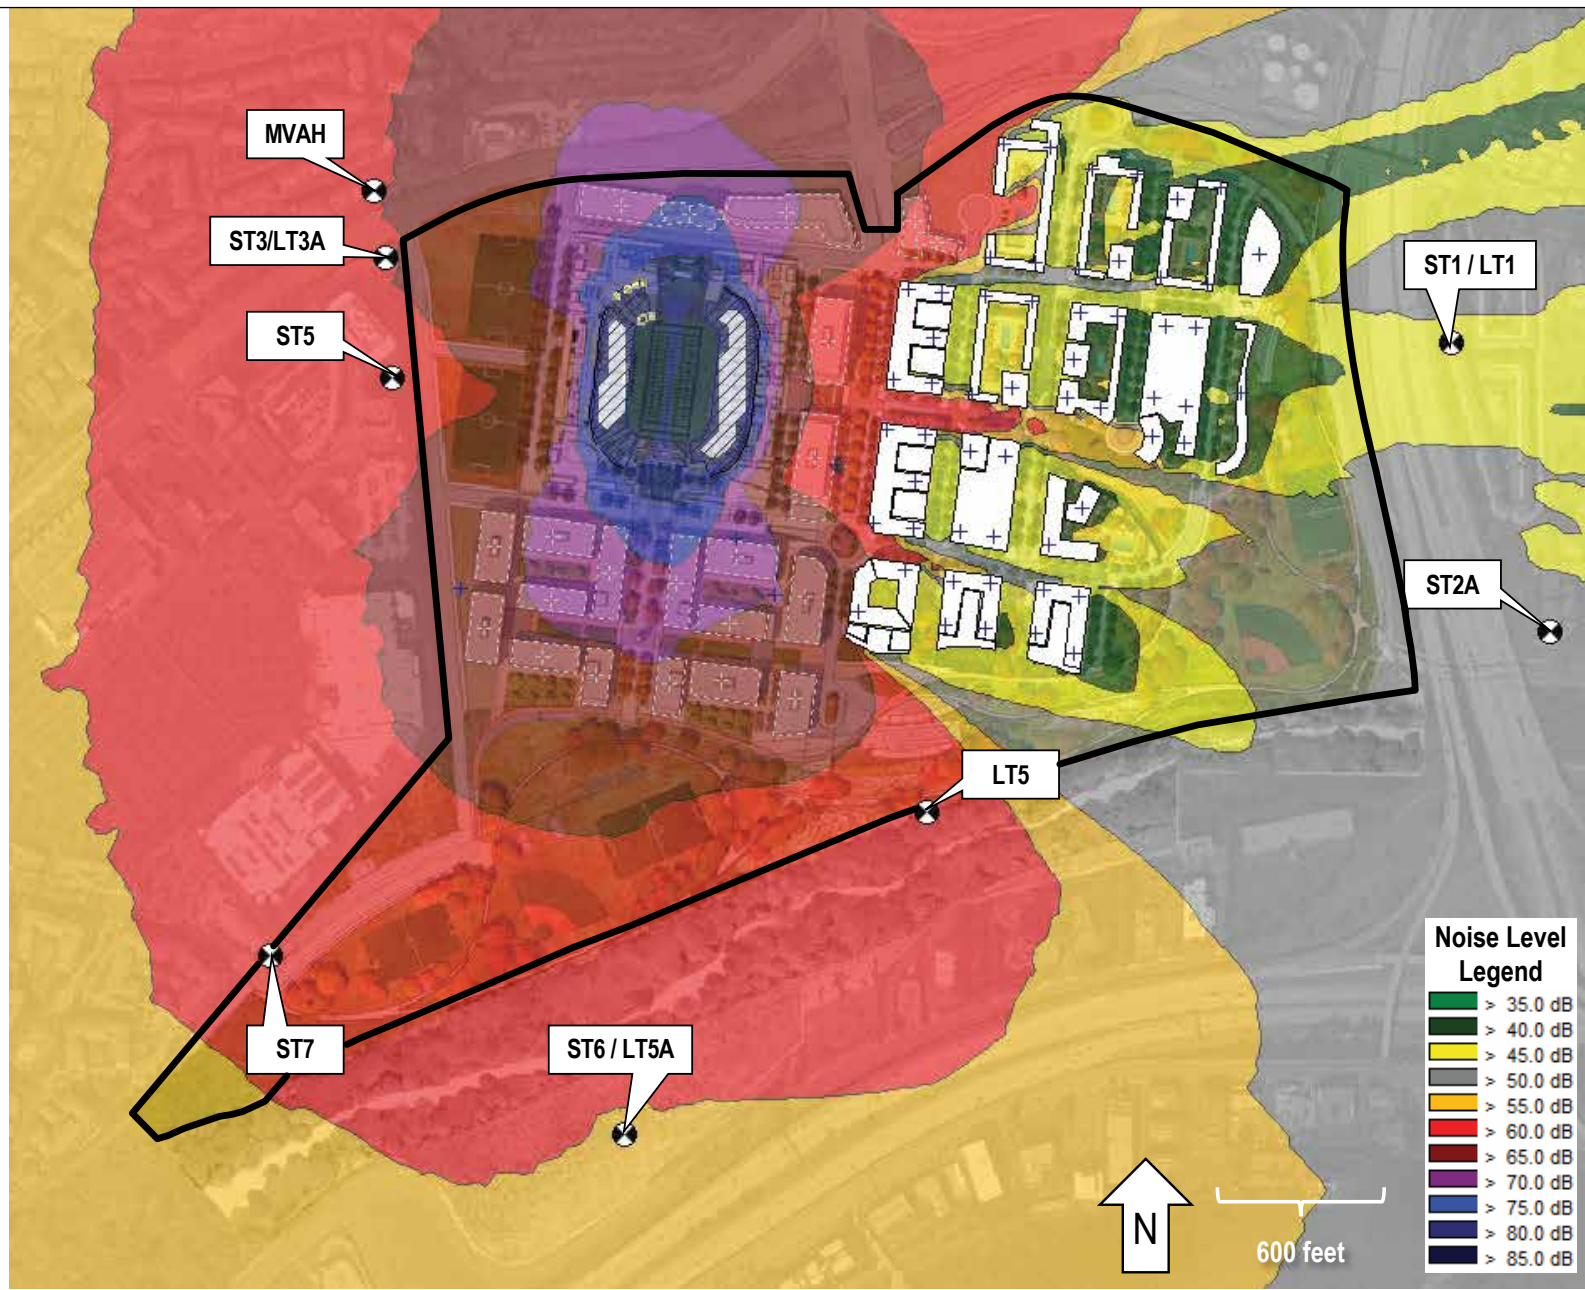 MVAH
ST3/LT3A
ST5
ST1 / LT1
ST2A
LT5
ST7
ST6 / LT5A
N
600 feet
Noise Level
Legend
> 35.0 dB
> 40.0 dB
> 45.0 dB
> 50.0 dB
> 55.0 dB
> 60.0 dB
> 65.0 dB
> 70.0 dB
> 75.0 dB
> 80.0 dB
> 85.0 dB